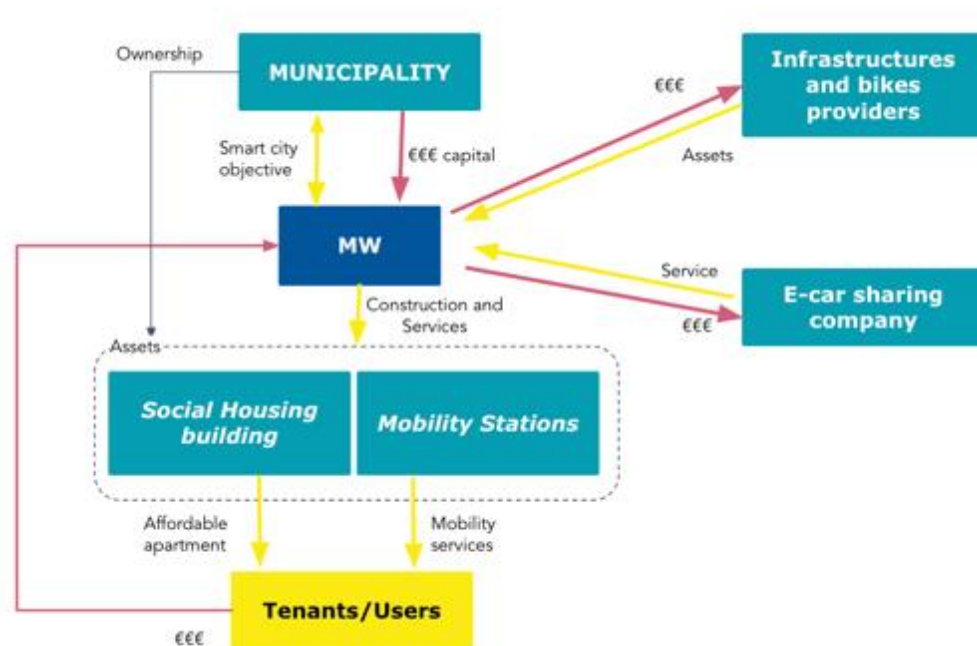 Ownership
MUNICIPALITY
Infrastructures
and bikes
providers
€€€
Smart city
objective
€€€ capital
Assets
MW
Service
E-car sharing
company
€€€
Construction and
Services
Assets
Social Housing
building
Mobility Stations
Affordable
apartment
Mobility
services
Tenants/Users
€€€